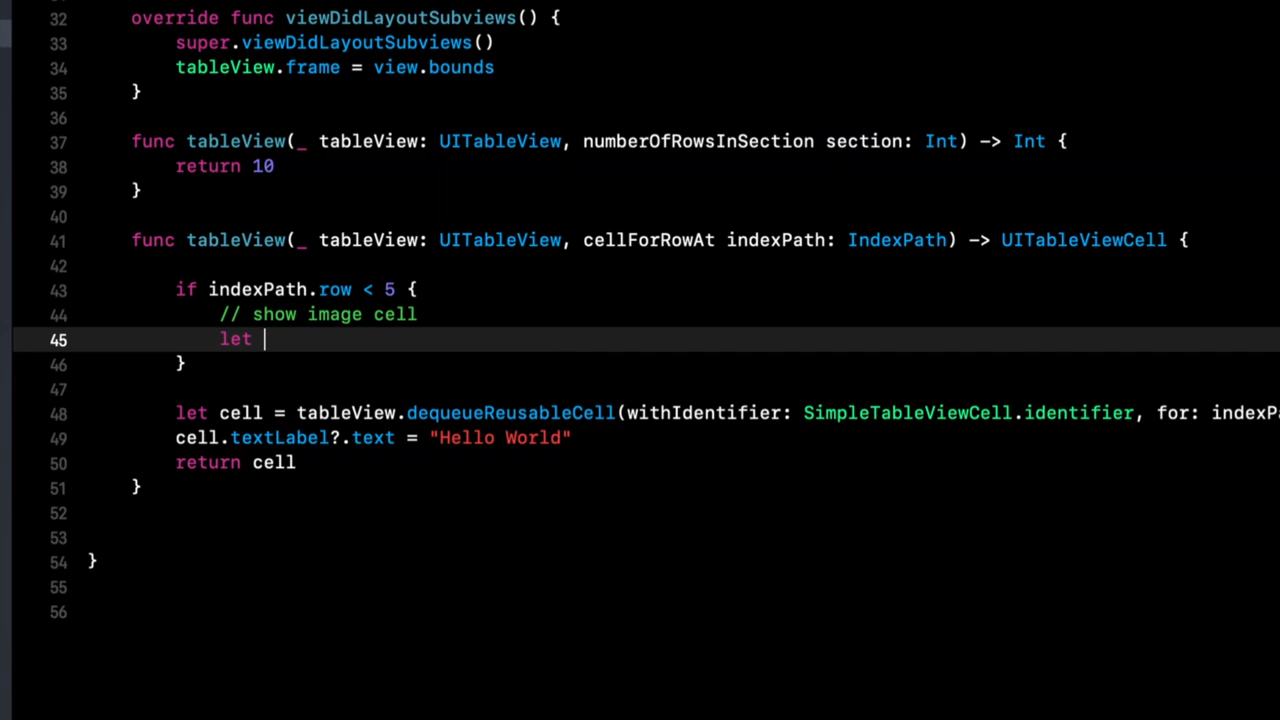 32 override func viewDidLayoutSubviews() {
33 super.viewDidLayoutSubviews()
34 tableView.frame = view.bounds
35 }
36
37 func tableView(_ tableView: UITableView, numberOfRowsInSection section: Int) -> Int {
38 return 10
39 }
40
41 func tableView(_ tableView: UITableView, cellForRowAt indexPath: IndexPath) -> UITableViewCell {
42
43 if indexPath.row < 5 {
44 // show image cell
45 let
46 }
47
48 let cell = tableView.dequeueReusableCell(withIdentifier: SimpleTableViewCell.identifier, for: indexP
49 cell.textLabel?.text = "Hello World"
50 return cell
51 }
52
53
54 }
55
56